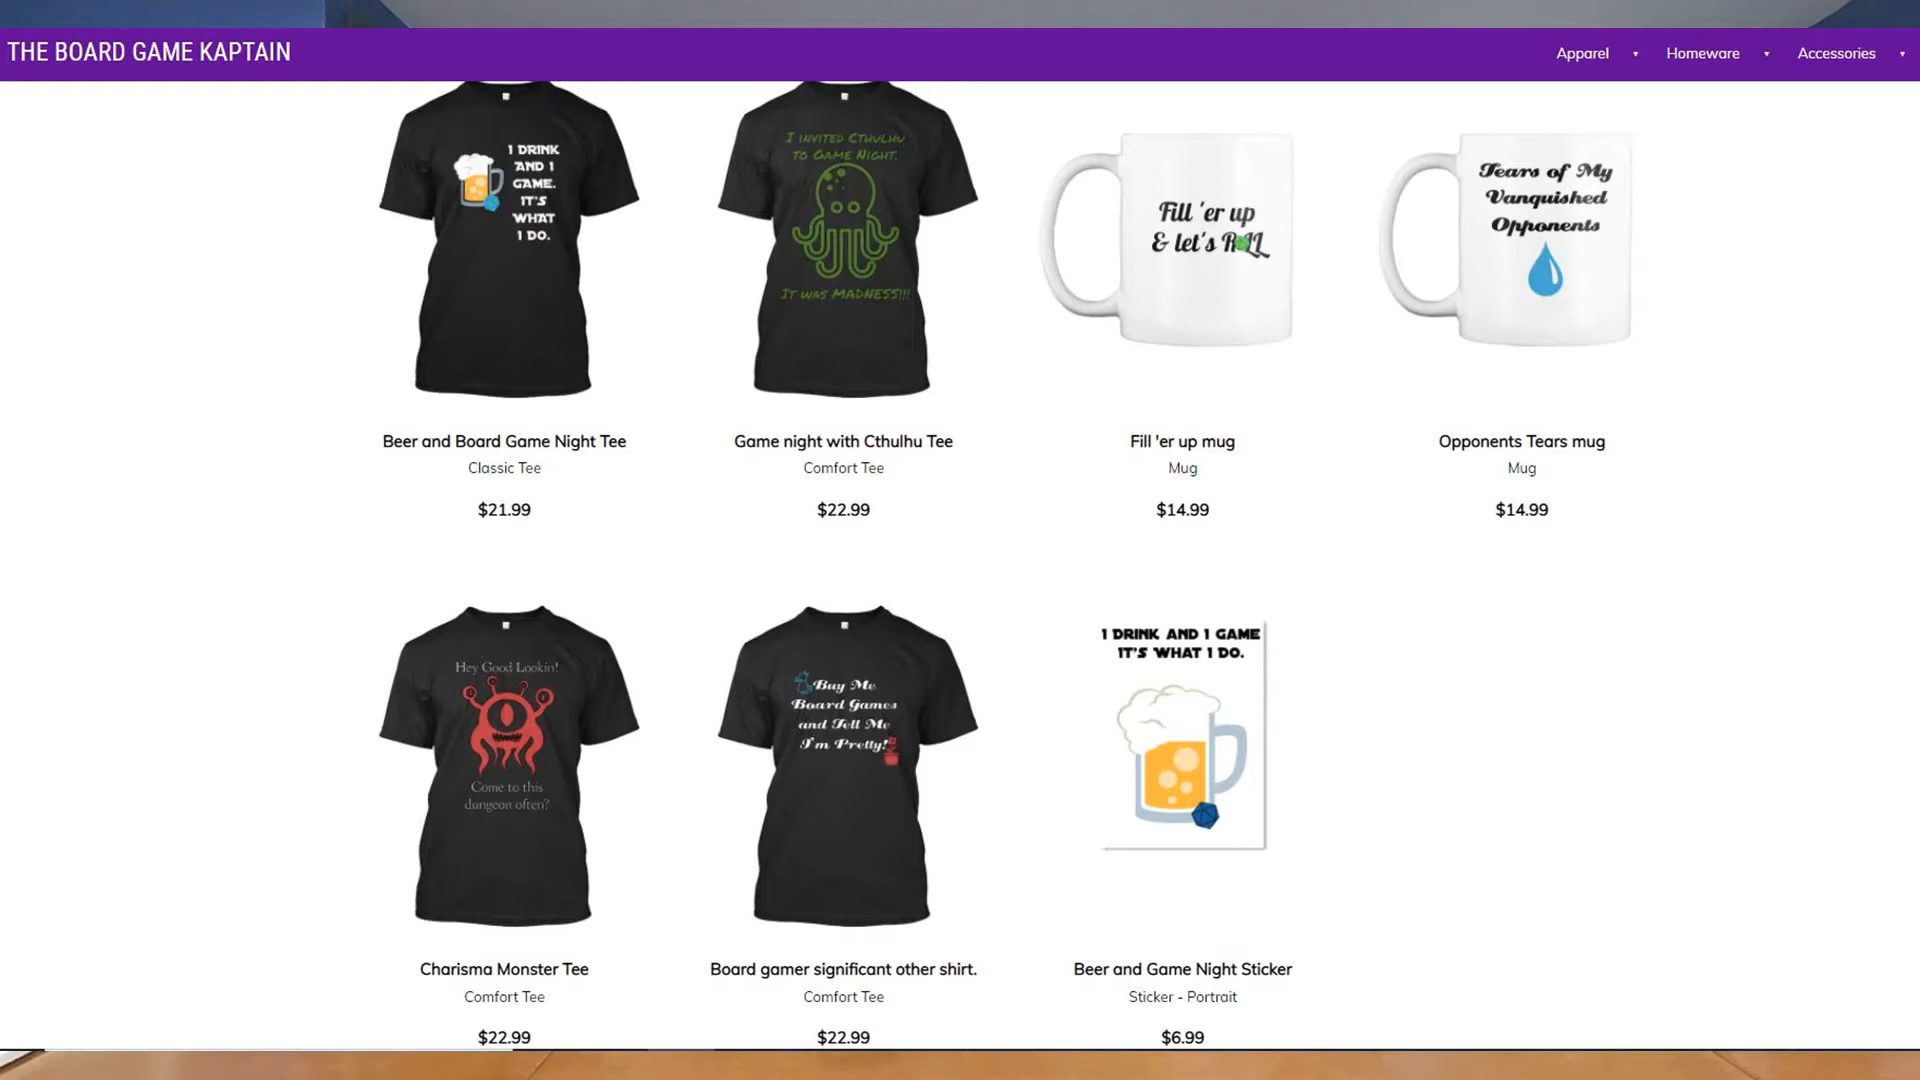 THE BOARD GAME KAPTAIN
Apparel
Homeware
Accessories
I DRINK
AND I
GAME.
IT'S
WHAT
I DO.
I INVITED CTHULHU
TO GAME NIGHT.
IT WAS MADNESS!!!
Fill 'er up
& let's ROLL
Tears of My
Vanquished
Opponents
Beer and Board Game Night Tee
Classic Tee
$21.99
Game night with Cthulhu Tee
Comfort Tee
$22.99
Fill 'er up mug
Mug
$14.99
Opponents Tears mug
Mug
$14.99
Hey Good Lookin!
Come to this
dungeon often?
Buy Me
Board Games
and Tell Me
I'm Pretty!
I DRINK AND I GAME
IT'S WHAT I DO.
Charisma Monster Tee
Comfort Tee
$22.99
Board gamer significant other shirt.
Comfort Tee
$22.99
Beer and Game Night Sticker
Sticker - Portrait
$6.99